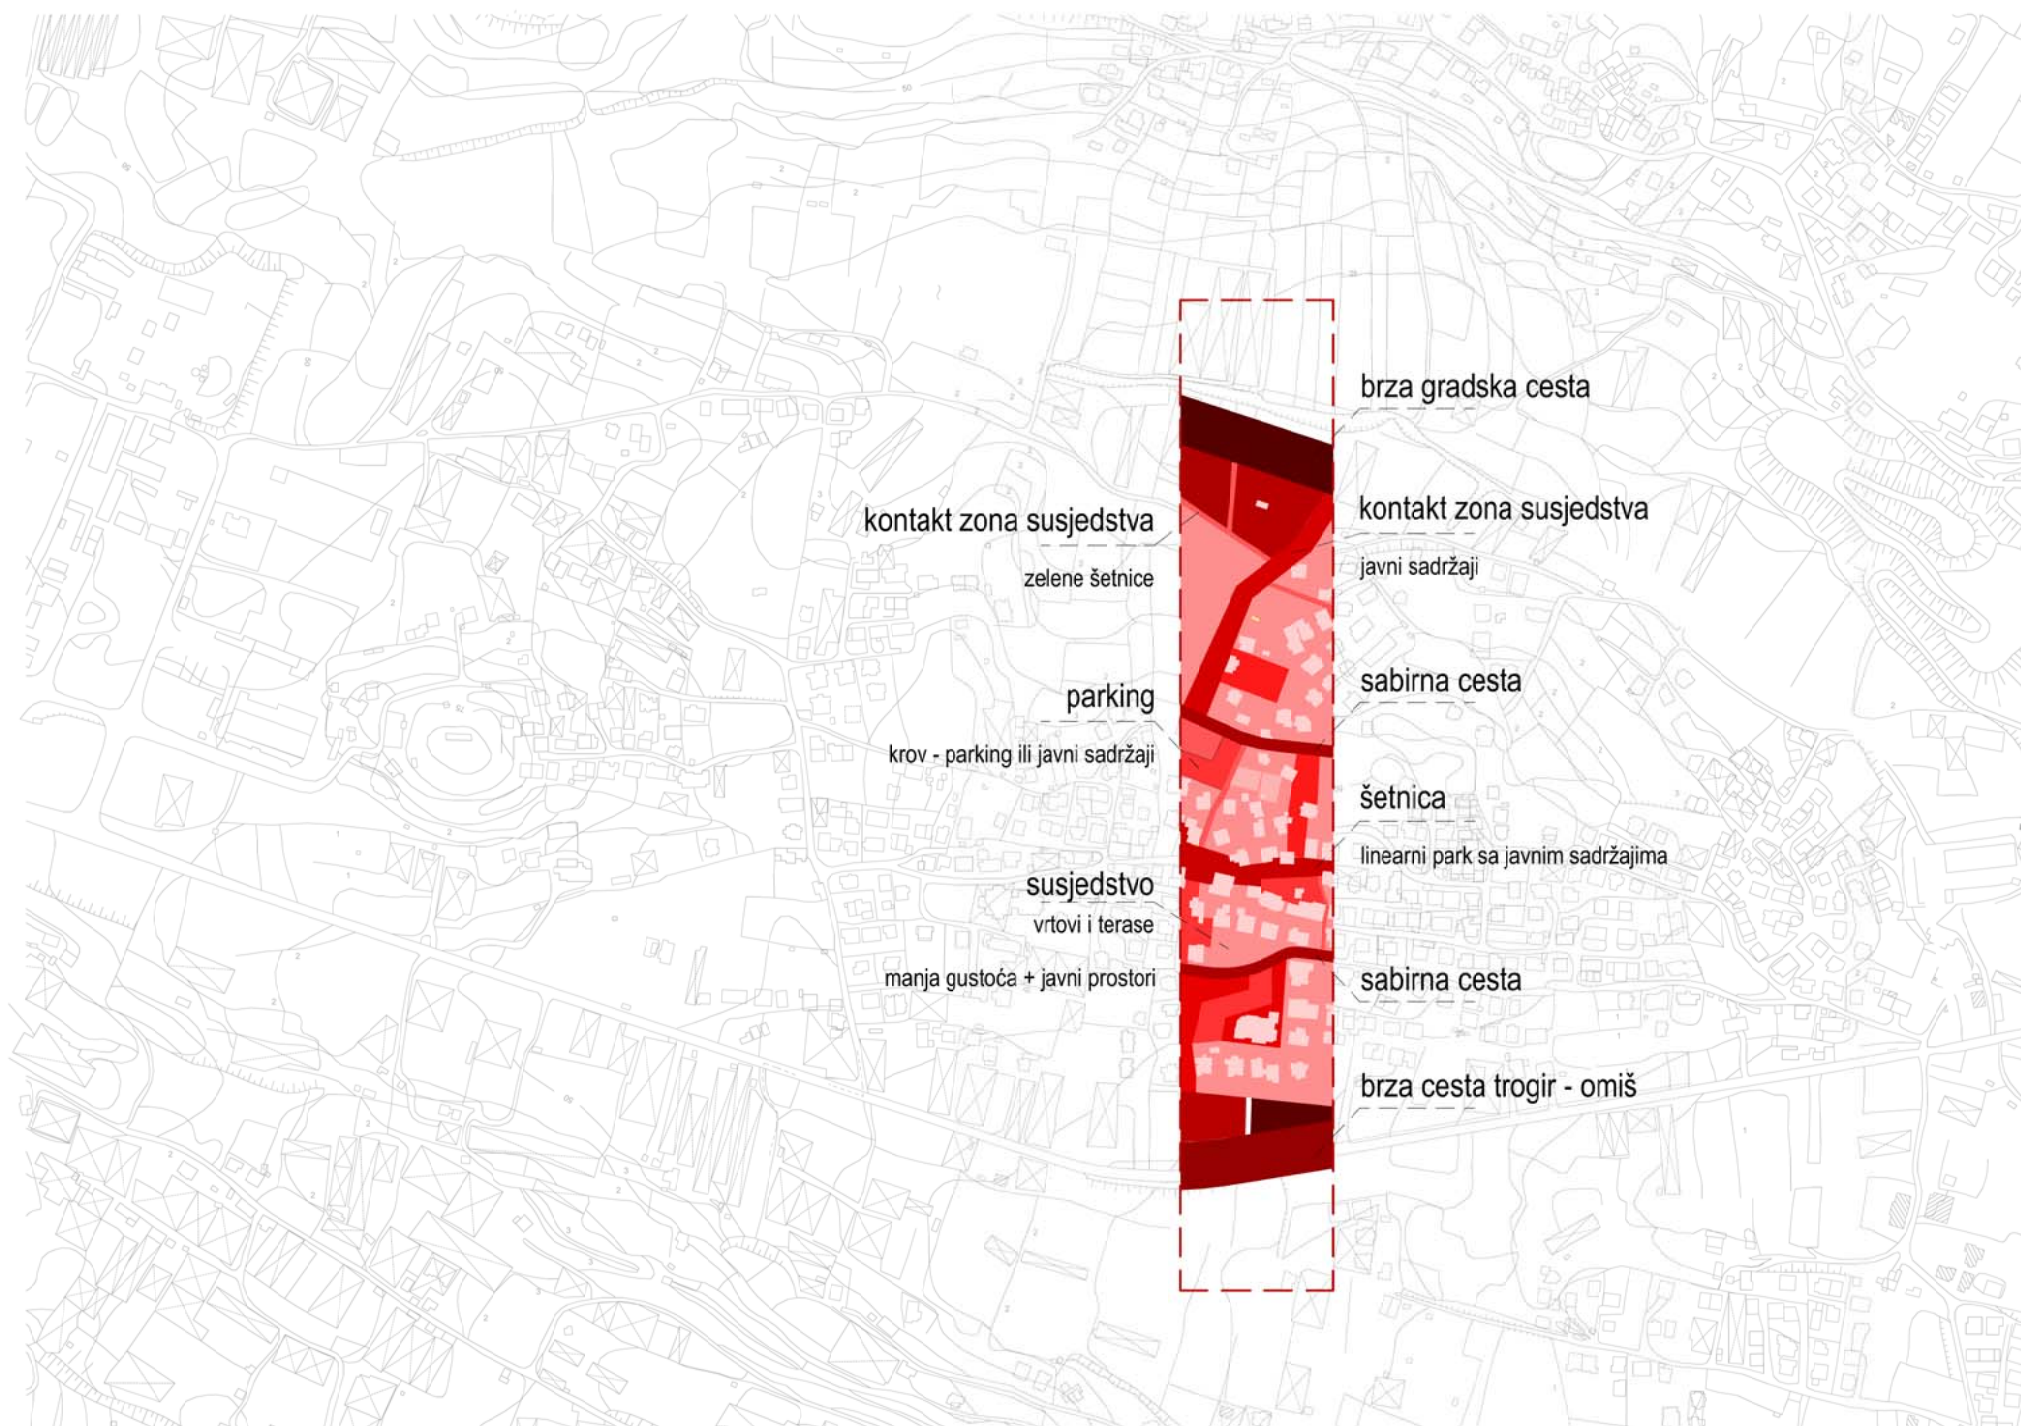 brza gradska cesta
kontakt zona susjedstva
javni sadržaji
kontakt zona susjedstva
zelene šetnice
sabirna cesta
parking
krov - parking ili javni sadržaji
šetnica
linearni park sa javnim sadržajima
susjedstvo
vrtovi i terase
manja gustoća + javni prostori
sabirna cesta
brza cesta trogir - omiš